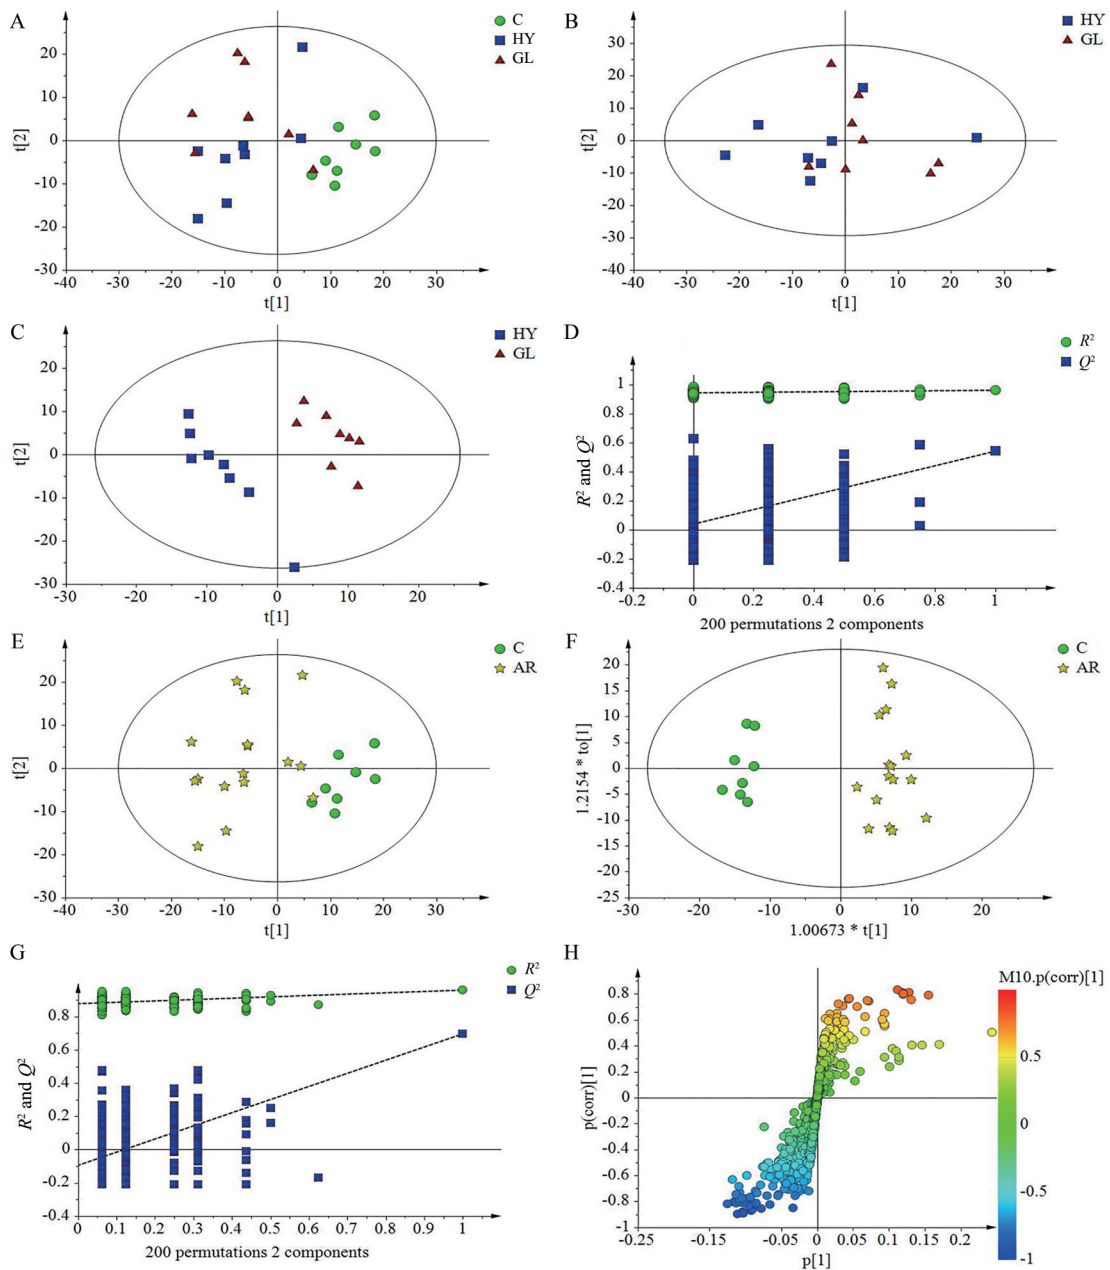 A
C
HY
GL
20
10
0
-10
-20
-30
t[2]
-40 -30 -20 -10 0 10 20 30
t[1]
B
HY
GL
30
20
10
0
-10
-20
-30
-40
t[2]
-40 -30 -20 -10 0 10 20 30
t[1]
C
HY
GL
20
10
0
-10
-20
-30
t[2]
-30 -20 -10 0 10 20
t[1]
D
R²
Q²
1
0.8
0.6
0.4
0.2
0
-0.2
-0.4
R² and Q²
-0.2 0 0.2 0.4 0.6 0.8 1
200 permutations 2 components
E
C
AR
20
10
0
-10
-20
-30
t[2]
-40 -30 -20 -10 0 10 20 30
t[1]
F
C
AR
20
15
10
5
0
-5
-10
-15
-20
-25
1.2154 * to[1]
-30 -20 -10 0 10 20
1.00673 * t[1]
G
R²
Q²
0.8
0.6
0.4
0.2
0
-0.2
-0.4
R² and Q²
0 0.1 0.2 0.3 0.4 0.5 0.6 0.7 0.8 0.9 1
200 permutations 2 components
H
M10.p(corr)[1]
0.8
0.6
0.4
0.2
0
-0.2
-0.4
-0.6
-0.8
-1
p(corr)[1]
-0.25 -0.15 -0.05 0 0.05 0.15 0.2
p[1]
0.5
0
-0.5
-1